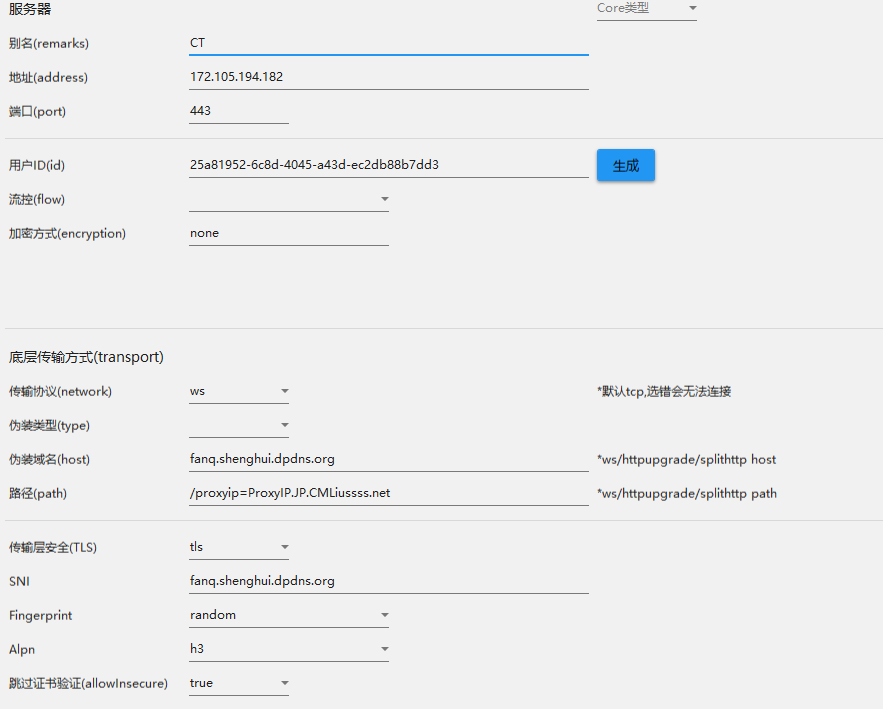 服务器 Core类型
别名(remarks) CT
地址(address) 172.105.194.182
端口(port) 443
用户ID(id) 25a81952-6c8d-4045-a43d-ec2db88b7dd3 生成
流控(flow)
加密方式(encryption) none
底层传输方式(transport)
传输协议(network) ws *默认tcp,选错会无法连接
伪装类型(type)
伪装域名(host) fanq.shenghui.dpdns.org *ws/httpupgrade/splithttp host
路径(path) /proxyip=ProxyIP.JP.CMLiussss.net *ws/httpupgrade/splithttp path
传输层安全(TLS) tls
SNI fanq.shenghui.dpdns.org
Fingerprint random
Alpn h3
跳过证书验证(allowInsecure) true